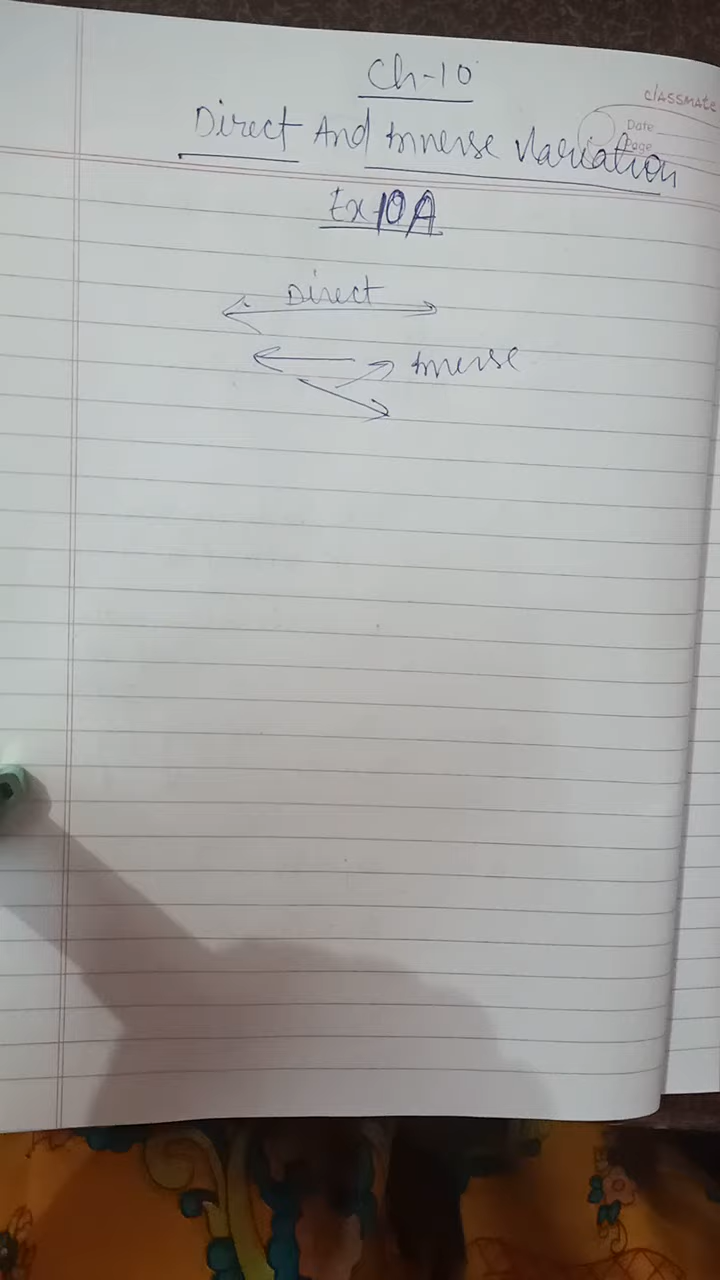 Ch-10
classmate
Date
Page
Direct And Inverse Variation
Ex 10A
Direct
Inverse